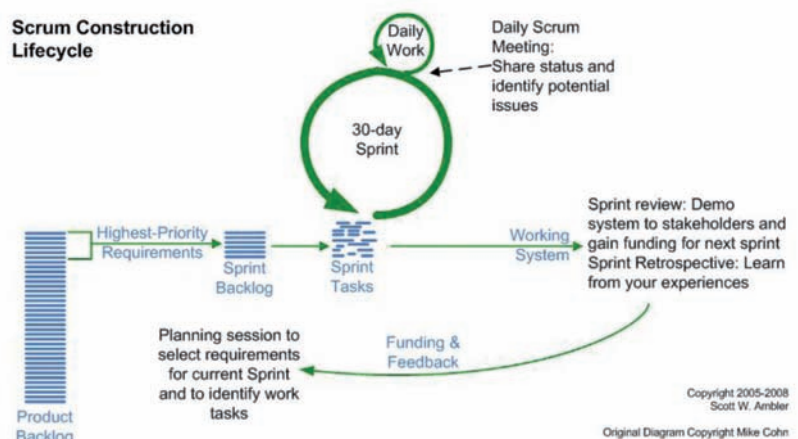 Scrum Construction
Lifecycle
Daily
Work
Daily Scrum
Meeting:
Share status and
identify potential
issues
30-day
Sprint
Highest-Priority
Requirements
Sprint
Backlog
Sprint
Tasks
Working
System
Sprint review: Demo
system to stakeholders and
gain funding for next sprint
Sprint Retrospective: Learn
from your experiences
Planning session to
select requirements
for current Sprint
and to identify work
tasks
Funding &
Feedback
Product
Backlog
Copyright 2005-2008
Scott W. Ambler
Original Diagram Copyright Mike Cohn